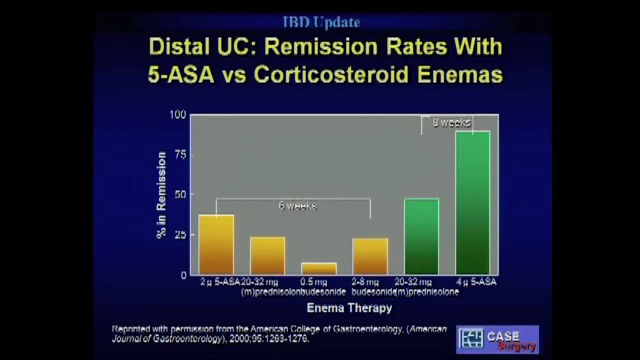 IBD Update
Distal UC: Remission Rates With
5-ASA vs Corticosteroid Enemas
100
8 weeks
75
% in Remission
50
6 weeks
25
0
2 g 5-ASA 20-32 mg 0.5 mg 2-8 mg 20-32 mg 4 g 5-ASA
(m)prednisolon budesonide budesonide (m)prednisolone
Enema Therapy
Reprinted with permission from the American College of Gastroenterology, (American
Journal of Gastroenterology), 2000;95:1263-1276.
CASE
Surgery